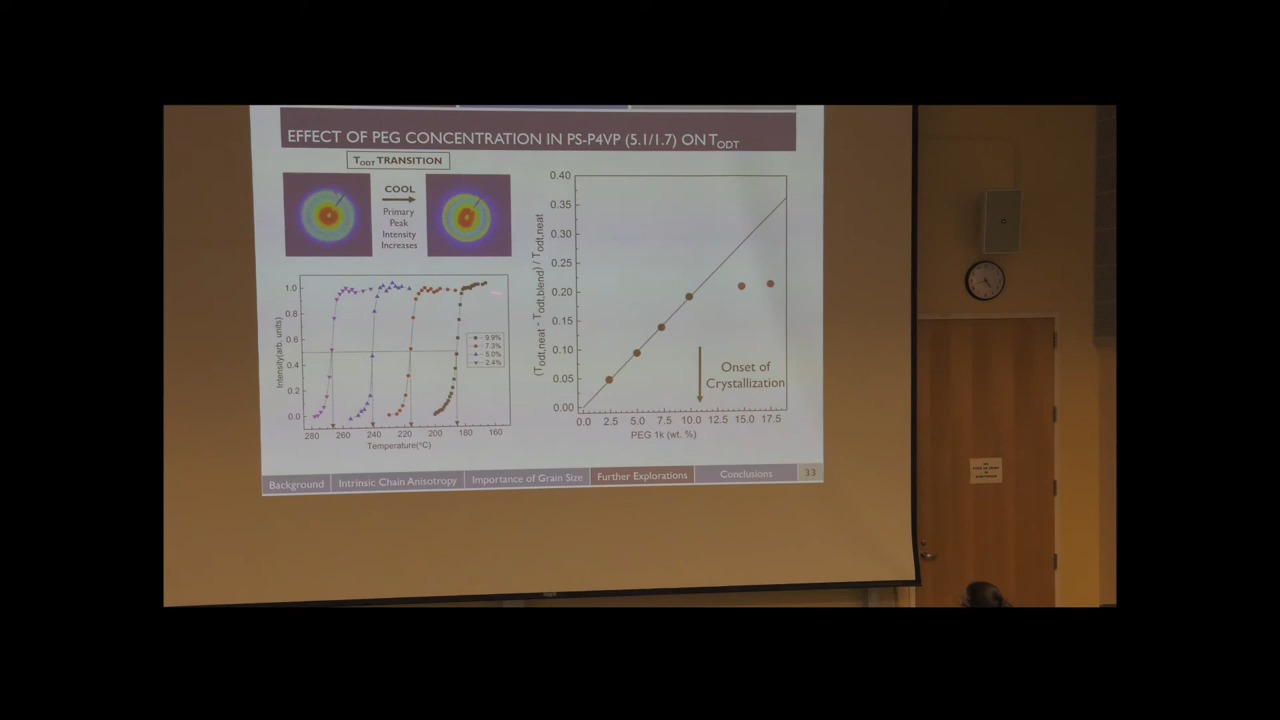 EFFECT OF PEG CONCENTRATION IN PS-P4VP (5.1/1.7) ON TODT
TODT TRANSITION
COOL
Primary
Peak
Intensity
Increases
Intensity(arb. units)
1.0
0.8
0.6
0.4
0.2
0.0
9.9%
7.3%
5.0%
2.4%
280 260 240 220 200 180 160
Temperature(°C)
(Todt,neat - Todt,blend) / Todt,neat
0.40
0.35
0.30
0.25
0.20
0.15
0.10
0.05
0.00
Onset of
Crystallization
0.0 2.5 5.0 7.5 10.0 12.5 15.0 17.5
PEG 1k (wt. %)
Background Intrinsic Chain Anisotropy Importance of Grain Size Further Explorations Conclusions 33